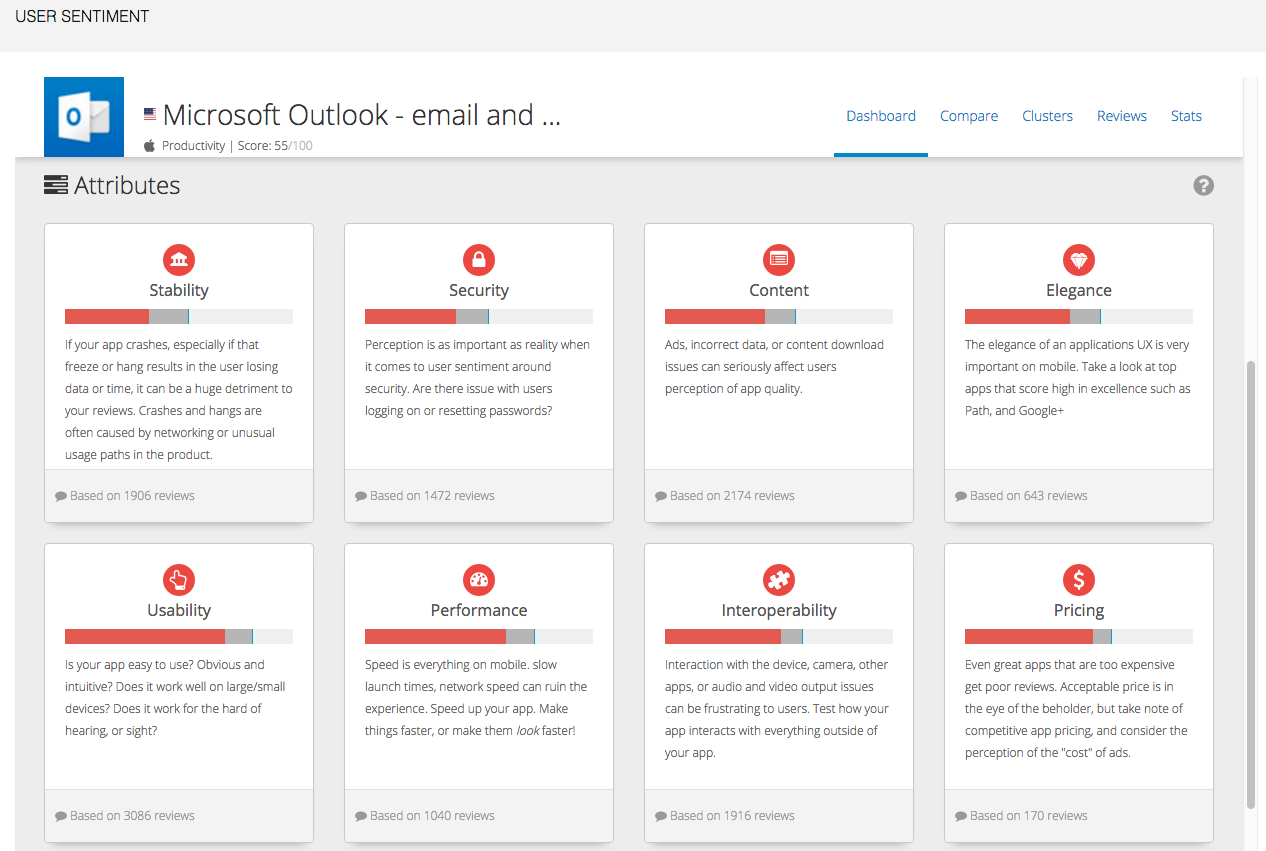 USER SENTIMENT
Microsoft Outlook - email and ...
Productivity | Score: 55/100
Dashboard
Compare
Clusters
Reviews
Stats
Attributes
?
Stability
If your app crashes, especially if that
freeze or hang results in the user losing
data or time, it can be a huge detriment to
your reviews. Crashes and hangs are
often caused by networking or unusual
usage paths in the product.
Based on 1906 reviews
Security
Perception is as important as reality when
it comes to user sentiment around
security. Are there issue with users
logging on or resetting passwords?
Based on 1472 reviews
Content
Ads, incorrect data, or content download
issues can seriously affect users
perception of app quality.
Based on 2174 reviews
Elegance
The elegance of an applications UX is very
important on mobile. Take a look at top
apps that score high in excellence such as
Path, and Google+
Based on 643 reviews
Usability
Is your app easy to use? Obvious and
intuitive? Does it work well on large/small
devices? Does it work for the hard of
hearing, or sight?
Based on 3086 reviews
Performance
Speed is everything on mobile. slow
launch times, network speed can ruin the
experience. Speed up your app. Make
things faster, or make them look faster!
Based on 1040 reviews
Interoperability
Interaction with the device, camera, other
apps, or audio and video output issues
can be frustrating to users. Test how your
app interacts with everything outside of
your app.
Based on 1916 reviews
$
Pricing
Even great apps that are too expensive
get poor reviews. Acceptable price is in
the eye of the beholder, but take note of
competitive app pricing, and consider the
perception of the "cost" of ads.
Based on 170 reviews